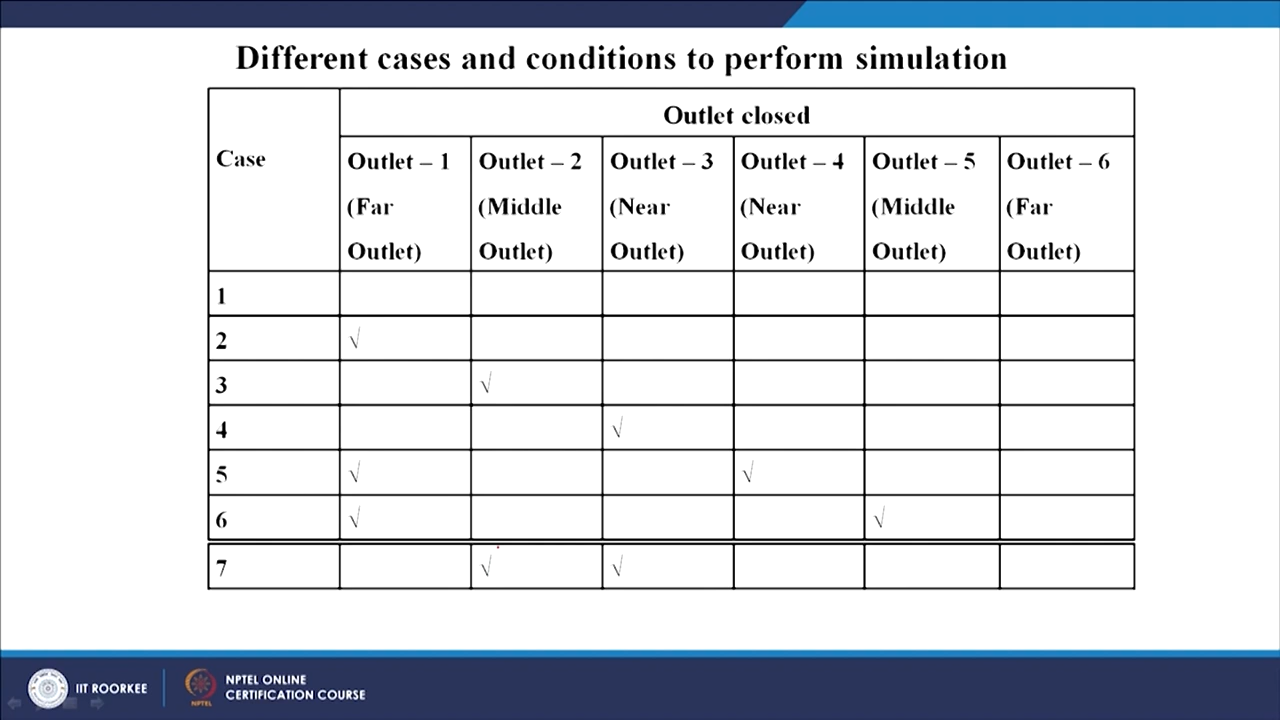 Different cases and conditions to perform simulation
Case
Outlet closed
Outlet – 1
(Far
Outlet)
Outlet – 2
(Middle
Outlet)
Outlet – 3
(Near
Outlet)
Outlet – 4
(Near
Outlet)
Outlet – 5
(Middle
Outlet)
Outlet – 6
(Far
Outlet)
1
2 √
3 √
4 √
5 √ √
6 √ √
7 √ √
IIT ROORKEE
NPTEL
NPTEL ONLINE
CERTIFICATION COURSE